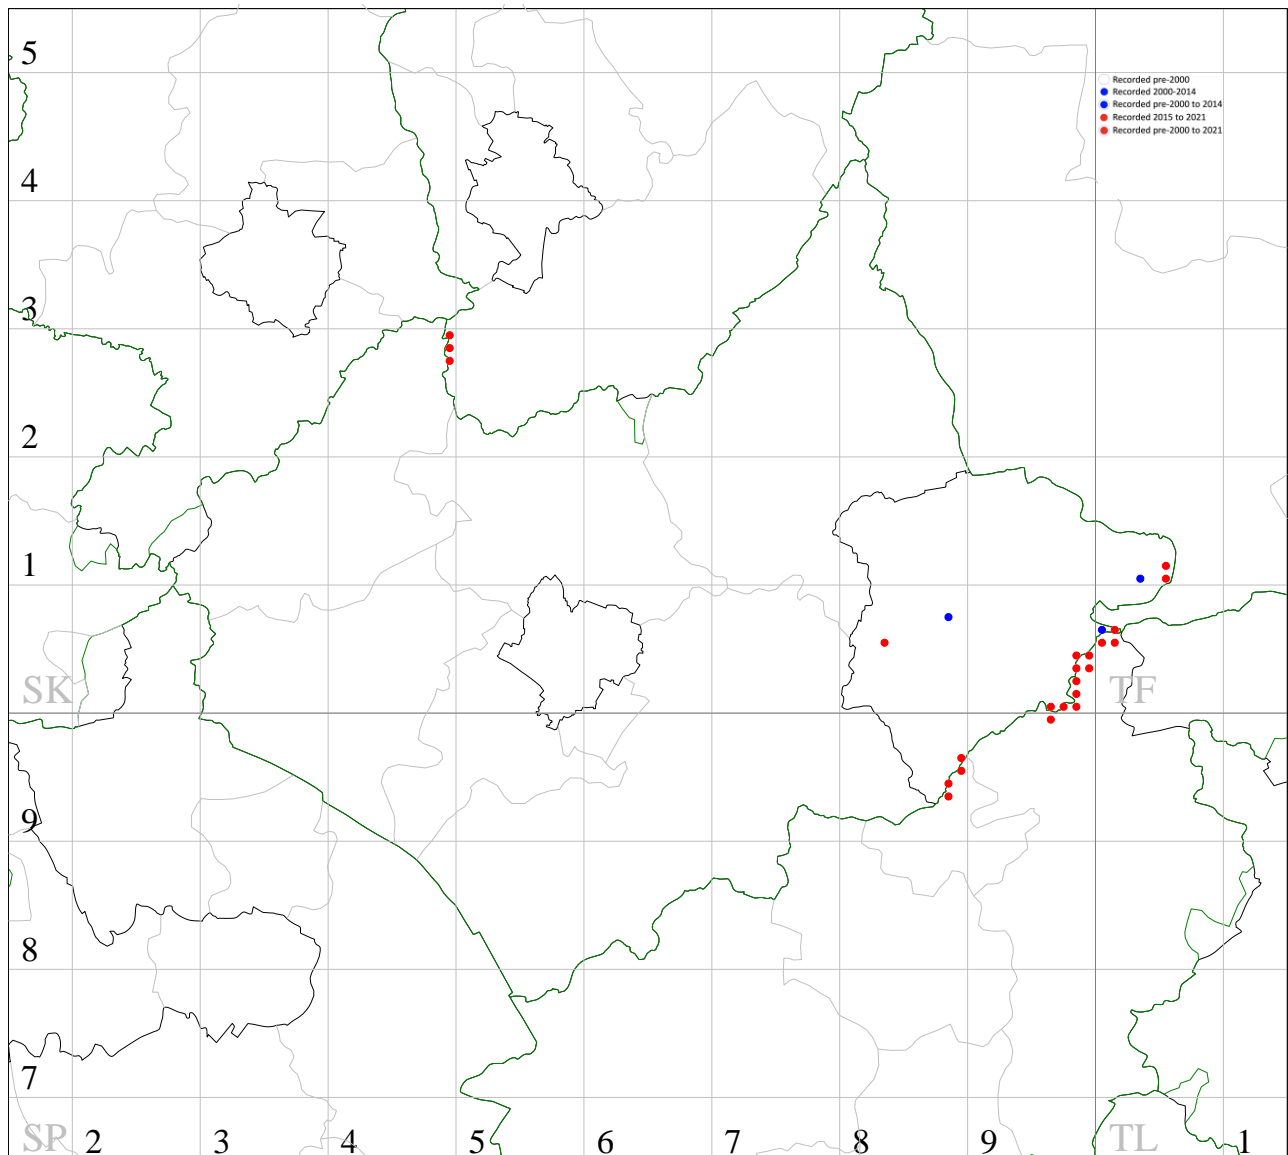 5
Recorded pre-2000
Recorded 2000-2014
Recorded pre-2000 to 2014
Recorded 2015 to 2021
Recorded pre-2000 to 2021
4
3
2
1
SK
TF
9
8
7
SP 2 3 4 5 6 7 8 9 TL 1